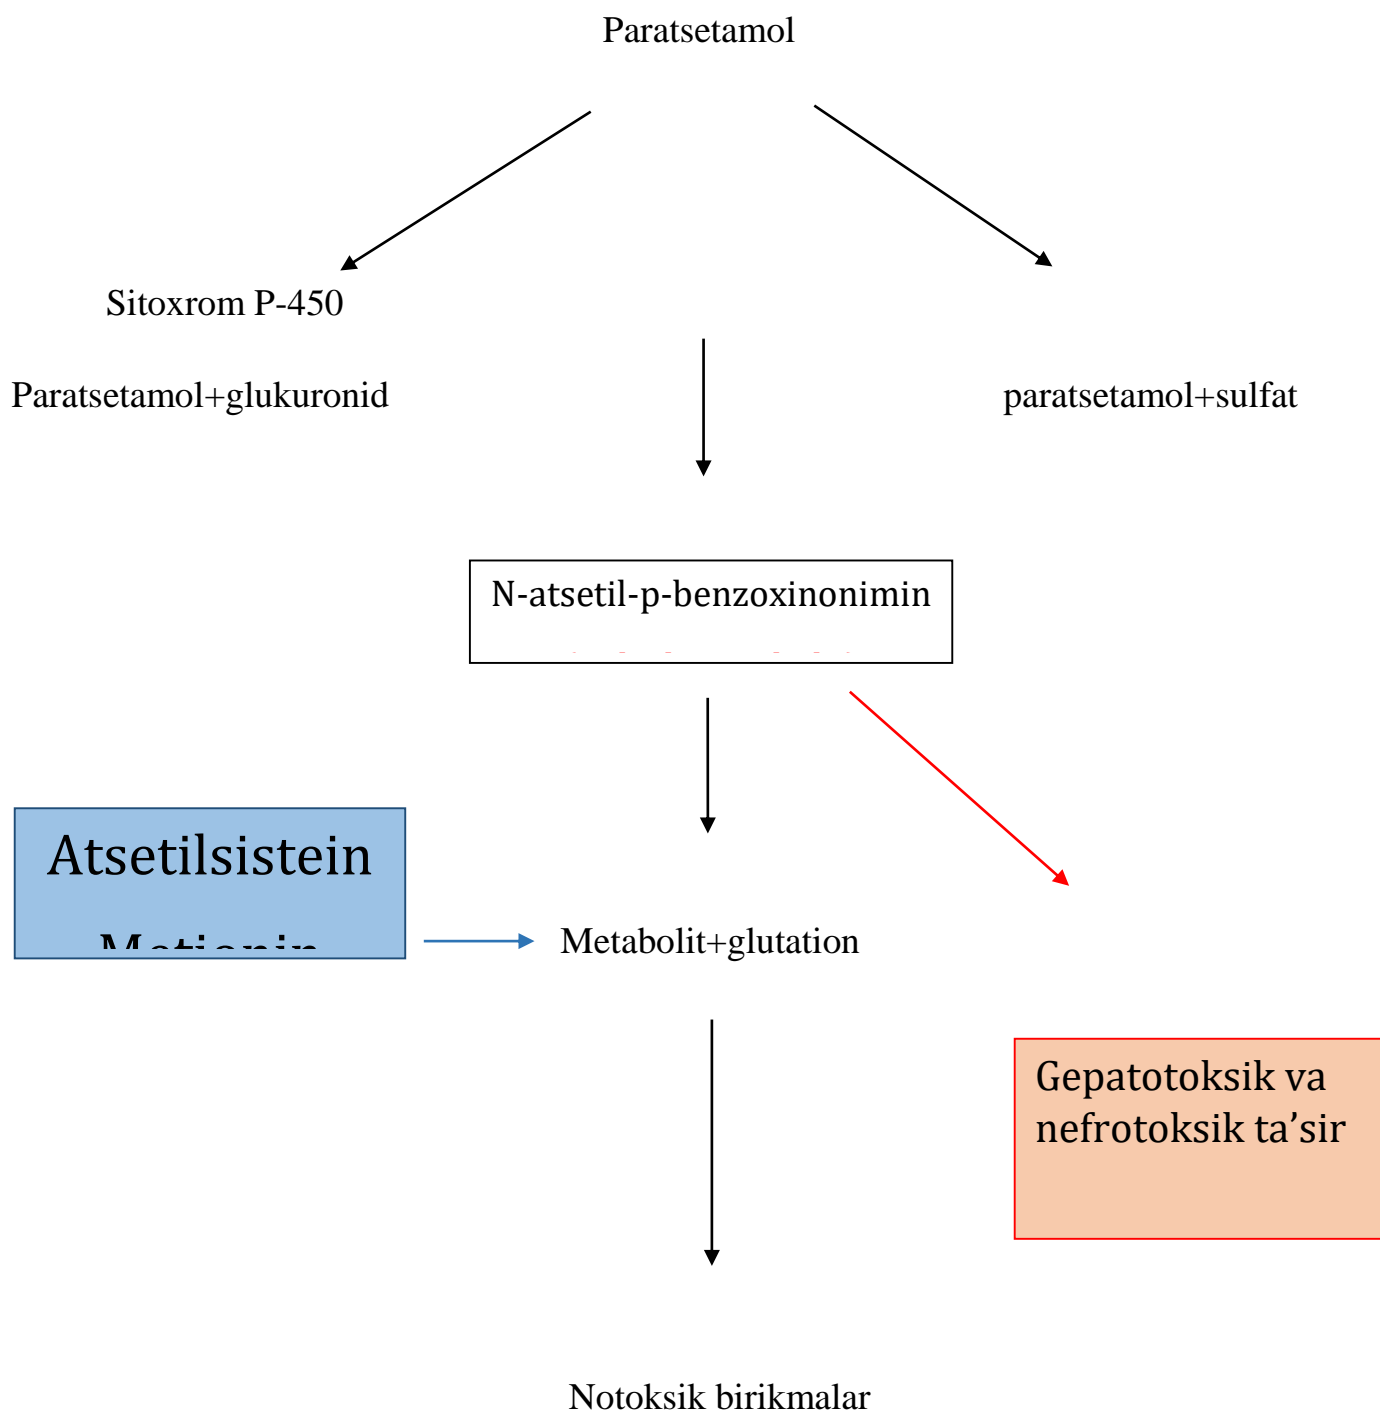 Paratsetamol
Sitoxrom P-450
Paratsetamol+glukuronid
paratsetamol+sulfat
N-atsetil-p-benzoxinonimin
Atsetilsistein
Metionin
Metabolit+glutation
Gepatotoksik va
nefrotoksik ta’sir
Notoksik birikmalar